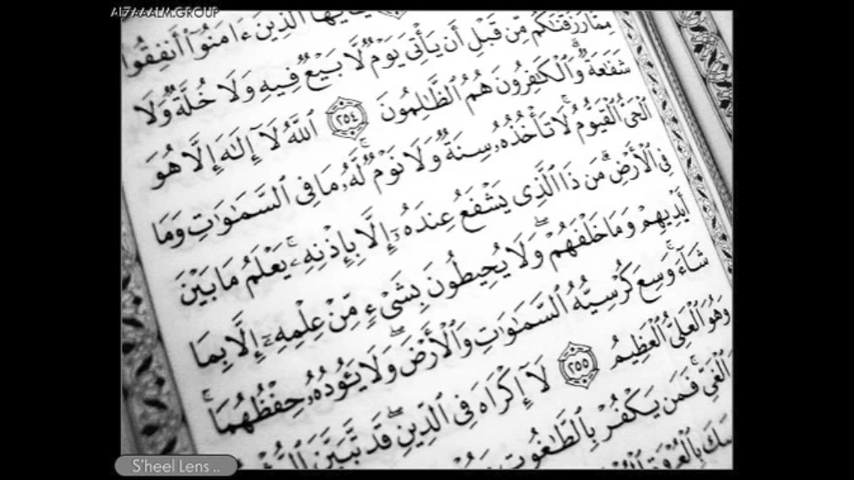 AL7AAALM.GROUP
يَٰٓأَيُّهَا ٱلَّذِينَ ءَامَنُوٓا۟ أَنفِقُوا۟
مِمَّا رَزَقْنَٰكُم مِّن قَبْلِ أَن يَأْتِىَ يَوْمٌ لَّا بَيْعٌ فِيهِ وَلَا خُلَّةٌ وَلَا
شَفَٰعَةٌ ۗ وَٱلْكَٰفِرُونَ هُمُ ٱلظَّٰلِمُونَ ٢٥٤ ٱللَّهُ لَآ إِلَٰهَ إِلَّا هُوَ
ٱلْحَىُّ ٱلْقَيُّومُ ۚ لَا تَأْخُذُهُۥ سِنَةٌ وَلَا نَوْمٌ ۚ لَّهُۥ مَا فِى ٱلسَّمَٰوَٰتِ وَمَا
فِى ٱلْأَرْضِ ۗ مَن ذَا ٱلَّذِى يَشْفَعُ عِندَهُۥٓ إِلَّا بِإِذْنِهِۦ ۚ يَعْلَمُ مَا بَيْنَ
أَيْدِيهِمْ وَمَا خَلْفَهُمْ ۖ وَلَا يُحِيطُونَ بِشَىْءٍ مِّنْ عِلْمِهِۦٓ إِلَّا بِمَا
شَآءَ ۚ وَسِعَ كُرْسِيُّهُ ٱلسَّمَٰوَٰتِ وَٱلْأَرْضَ ۖ وَلَا يَـُٔودُهُۥ حِفْظُهُمَا ۚ
وَهُوَ ٱلْعَلِىُّ ٱلْعَظِيمُ ٢٥٥ لَآ إِكْرَاهَ فِى ٱلدِّينِ ۖ قَد تَّبَيَّنَ
ٱلْغَىِّ ۚ فَمَن يَكْفُرْ بِٱلطَّٰغُوتِ
S'heel Lens ..